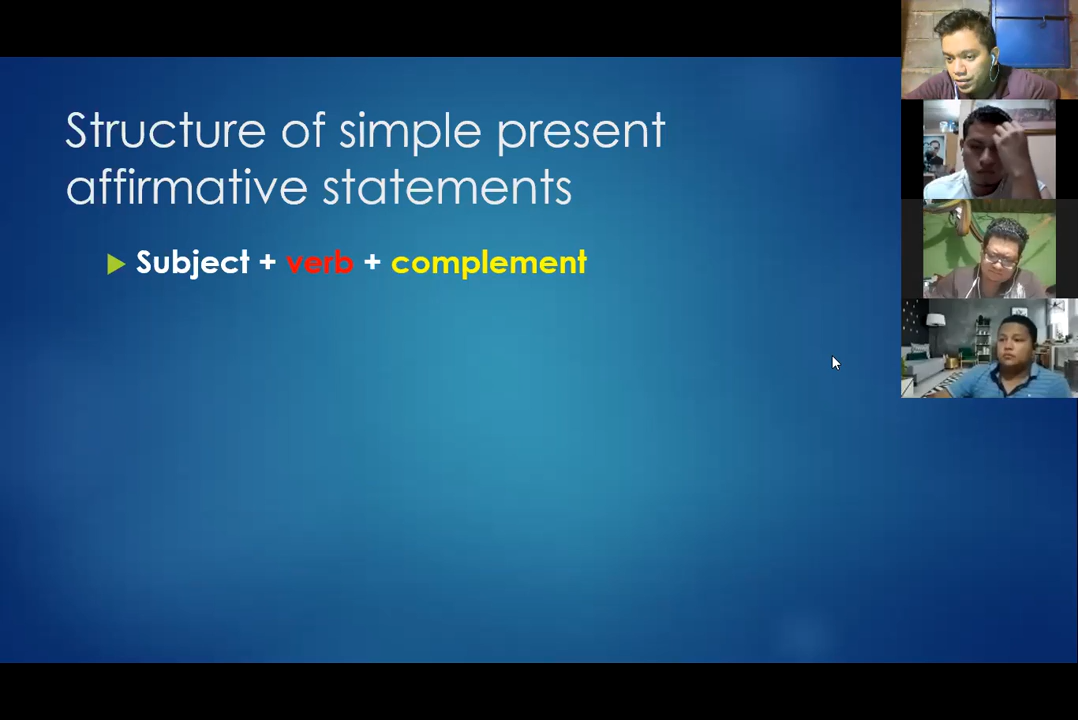 Structure of simple present
affirmative statements
Subject + verb + complement